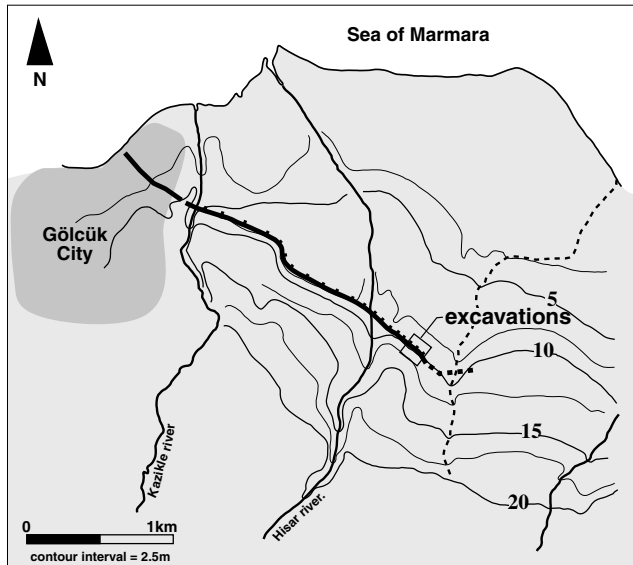 Sea of Marmara
N
Gölcük
City
5
excavations
10
15
20
Kazikle river
Hisar river.
0 1km
contour interval = 2.5m